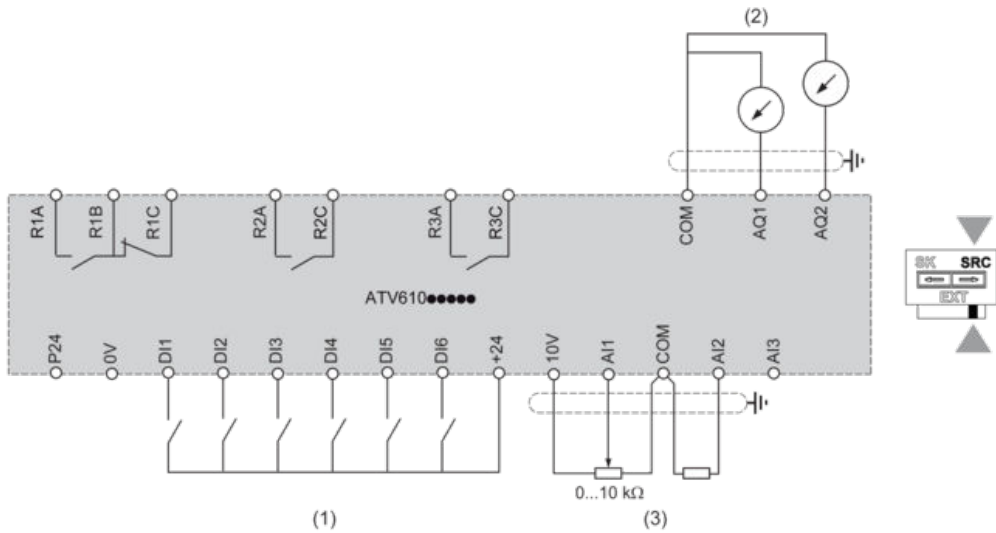 (2)
R1A R1B R1C R2A R2C R3A R3C COM AQ1 AQ2
SK SRC
EXT
ATV610●●●●●
P24 0V DI1 DI2 DI3 DI4 DI5 DI6 +24 10V AI1 COM AI2 AI3
0...10 kΩ
(1) (3)